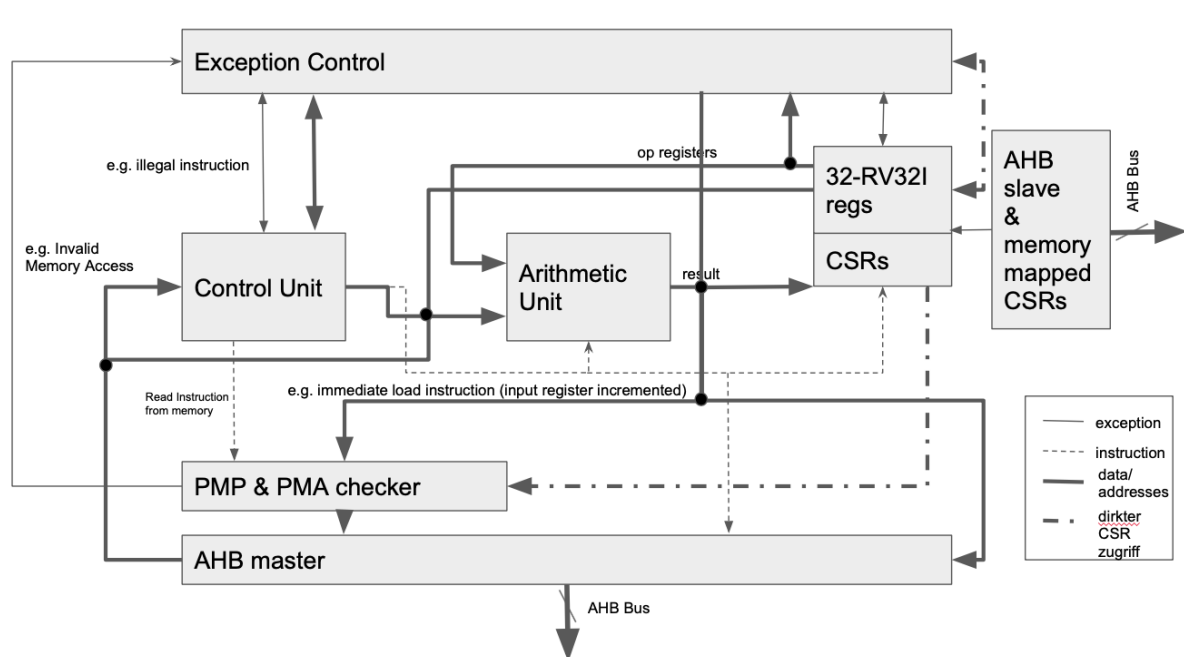 Exception Control
e.g. illegal instruction
op registers
32-RV32I
regs
CSRs
AHB
slave
&
memory
mapped
CSRs
AHB Bus
e.g. Invalid
Memory Access
Control Unit
Arithmetic
Unit
result
Read Instruction
from memory
e.g. immediate load instruction (input register incremented)
PMP & PMA checker
AHB master
AHB Bus
exception
instruction
data/
addresses
dirkter
CSR
zugriff